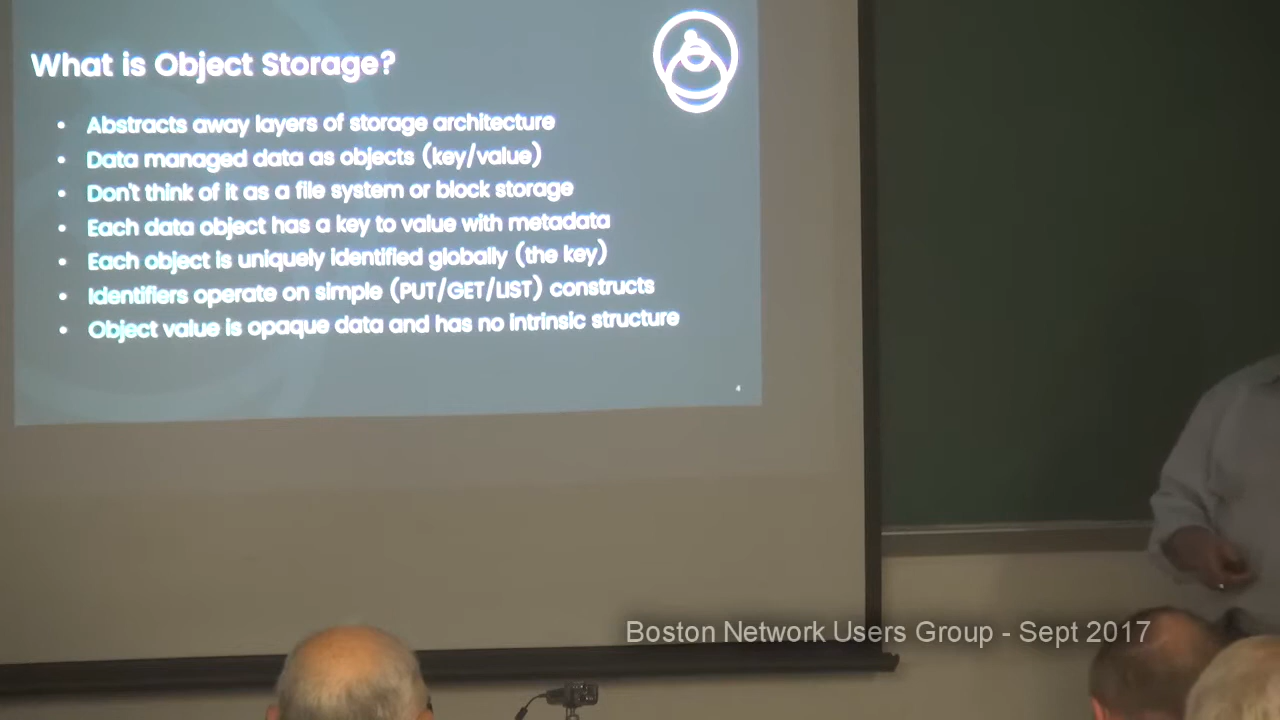 What is Object Storage?
• Abstracts away layers of storage architecture
• Data managed data as objects (key/value)
• Don't think of it as a file system or block storage
• Each data object has a key to value with metadata
• Each object is uniquely identified globally (the key)
• Identifiers operate on simple (PUT/GET/LIST) constructs
• Object value is opaque data and has no intrinsic structure
4
Boston Network Users Group - Sept 2017